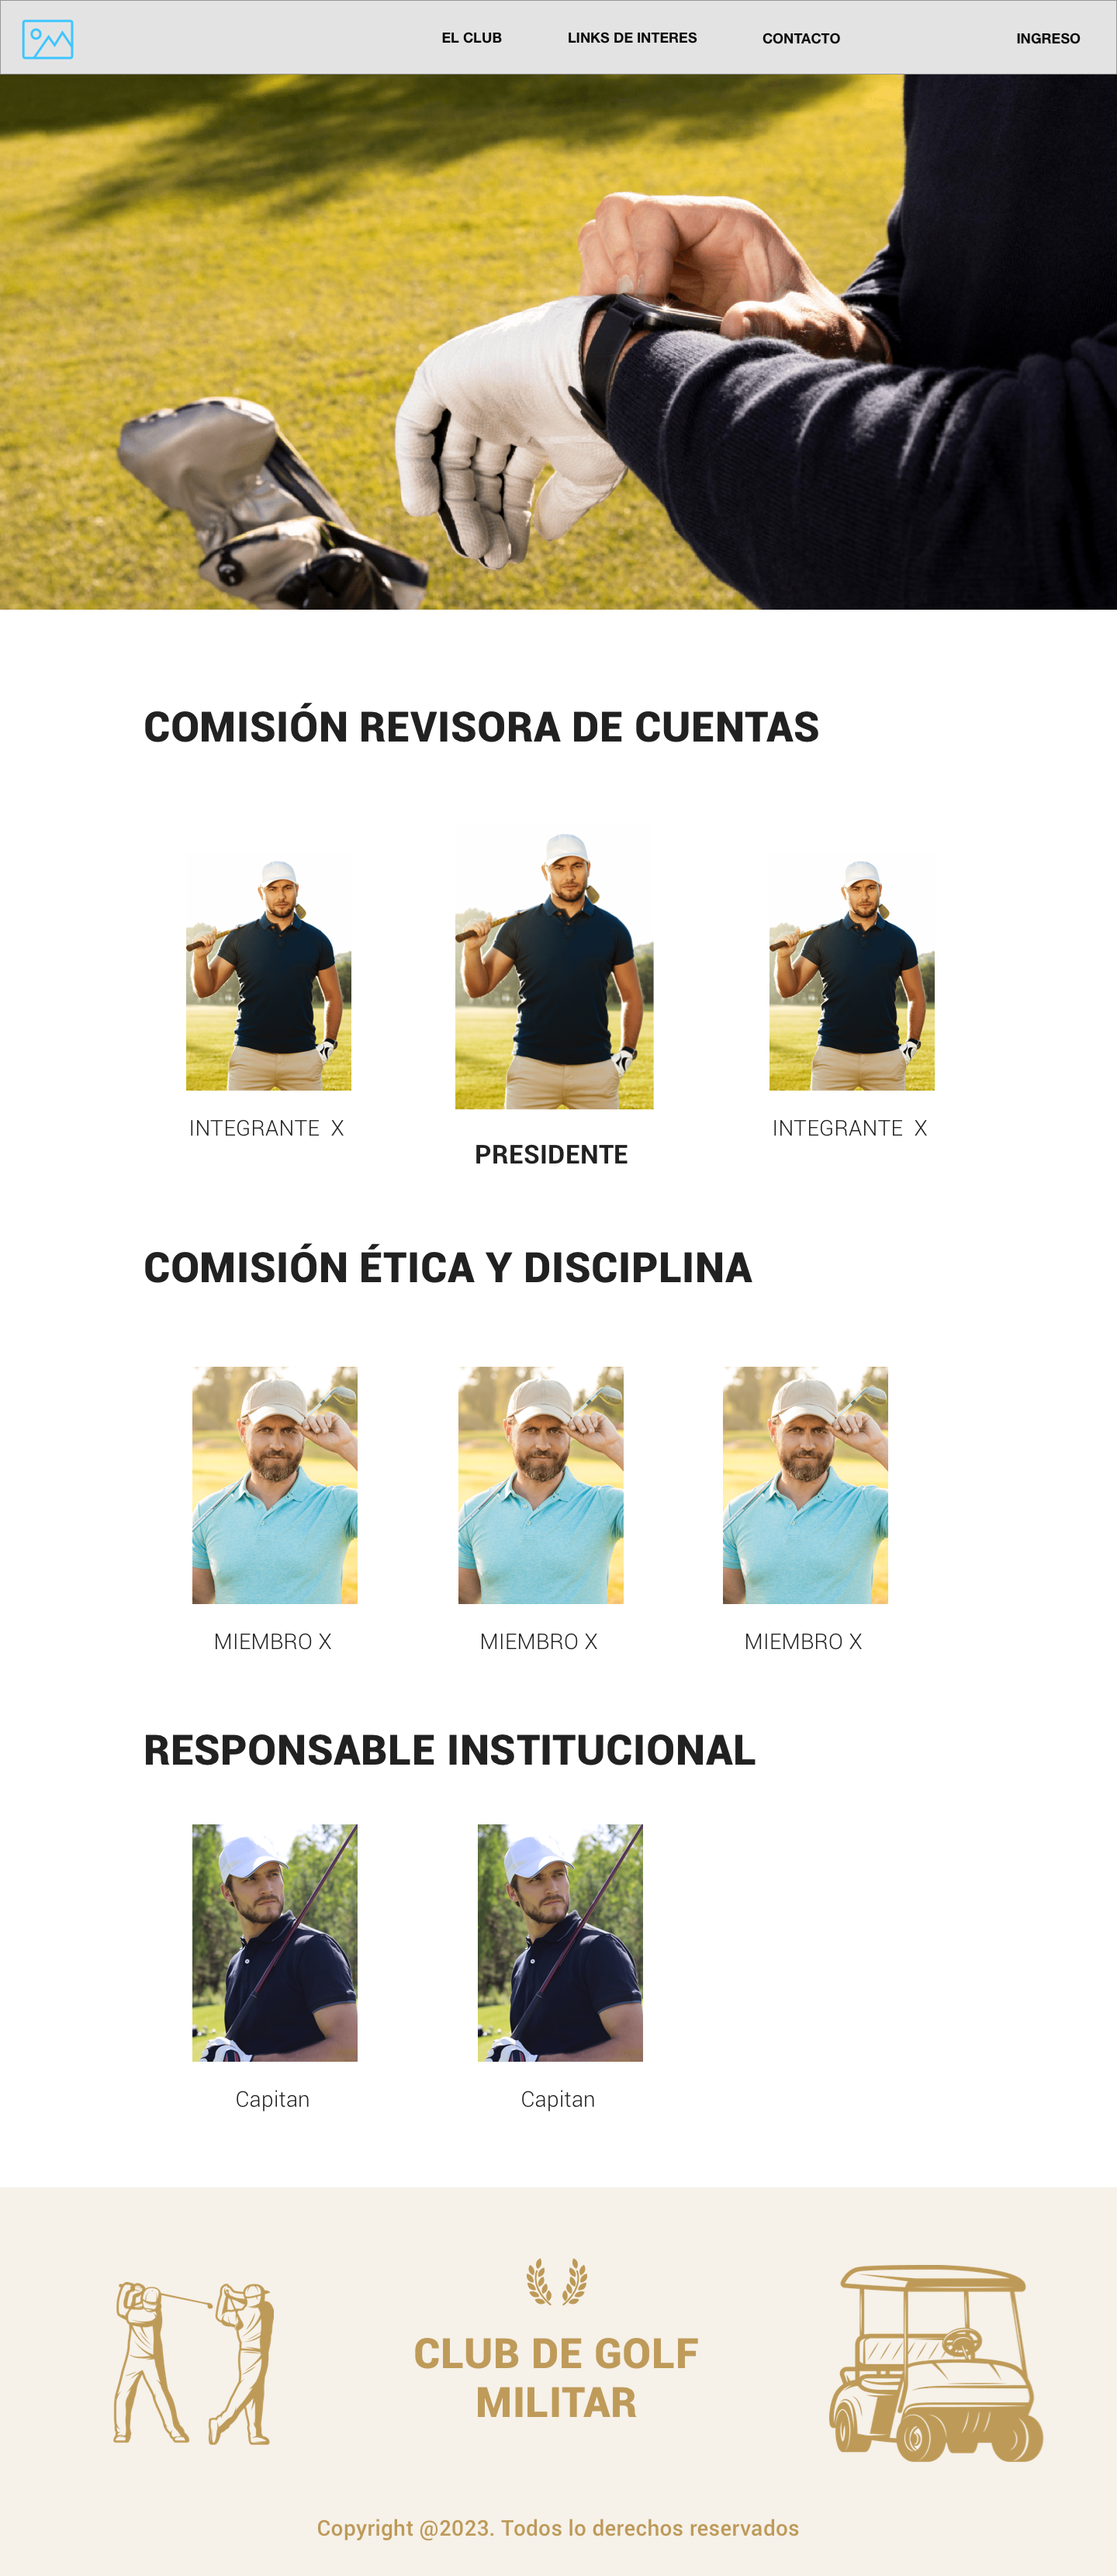 EL CLUB
LINKS DE INTERES
CONTACTO
INGRESO
COMISIÓN REVISORA DE CUENTAS
INTEGRANTE X
PRESIDENTE
INTEGRANTE X
COMISIÓN ÉTICA Y DISCIPLINA
MIEMBRO X
MIEMBRO X
MIEMBRO X
RESPONSABLE INSTITUCIONAL
Capitan
Capitan
CLUB DE GOLF
MILITAR
Copyright @2023. Todos lo derechos reservados